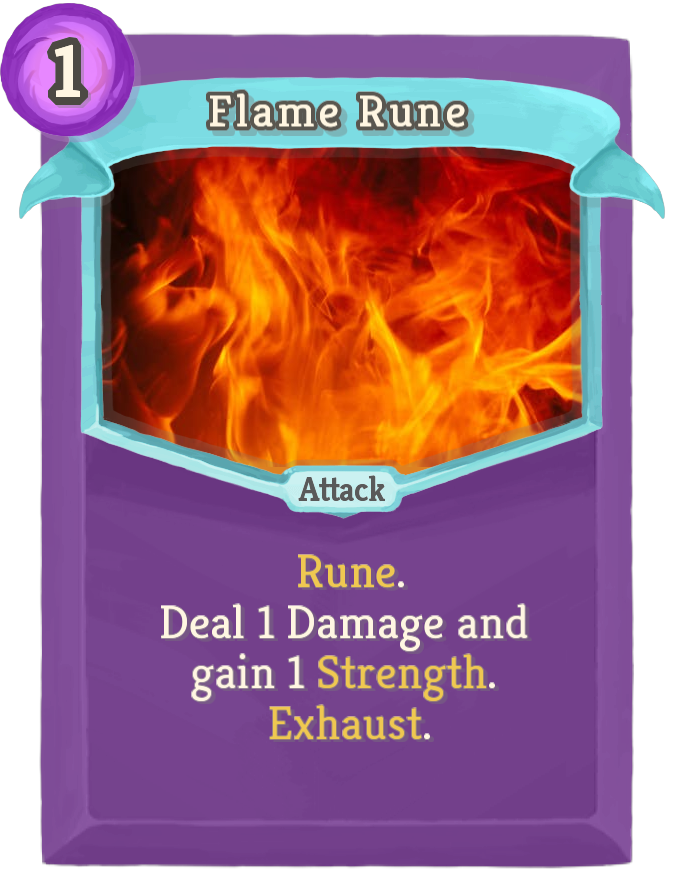 1
Flame Rune
Attack
Rune.
Deal 1 Damage and
gain 1 Strength.
Exhaust.